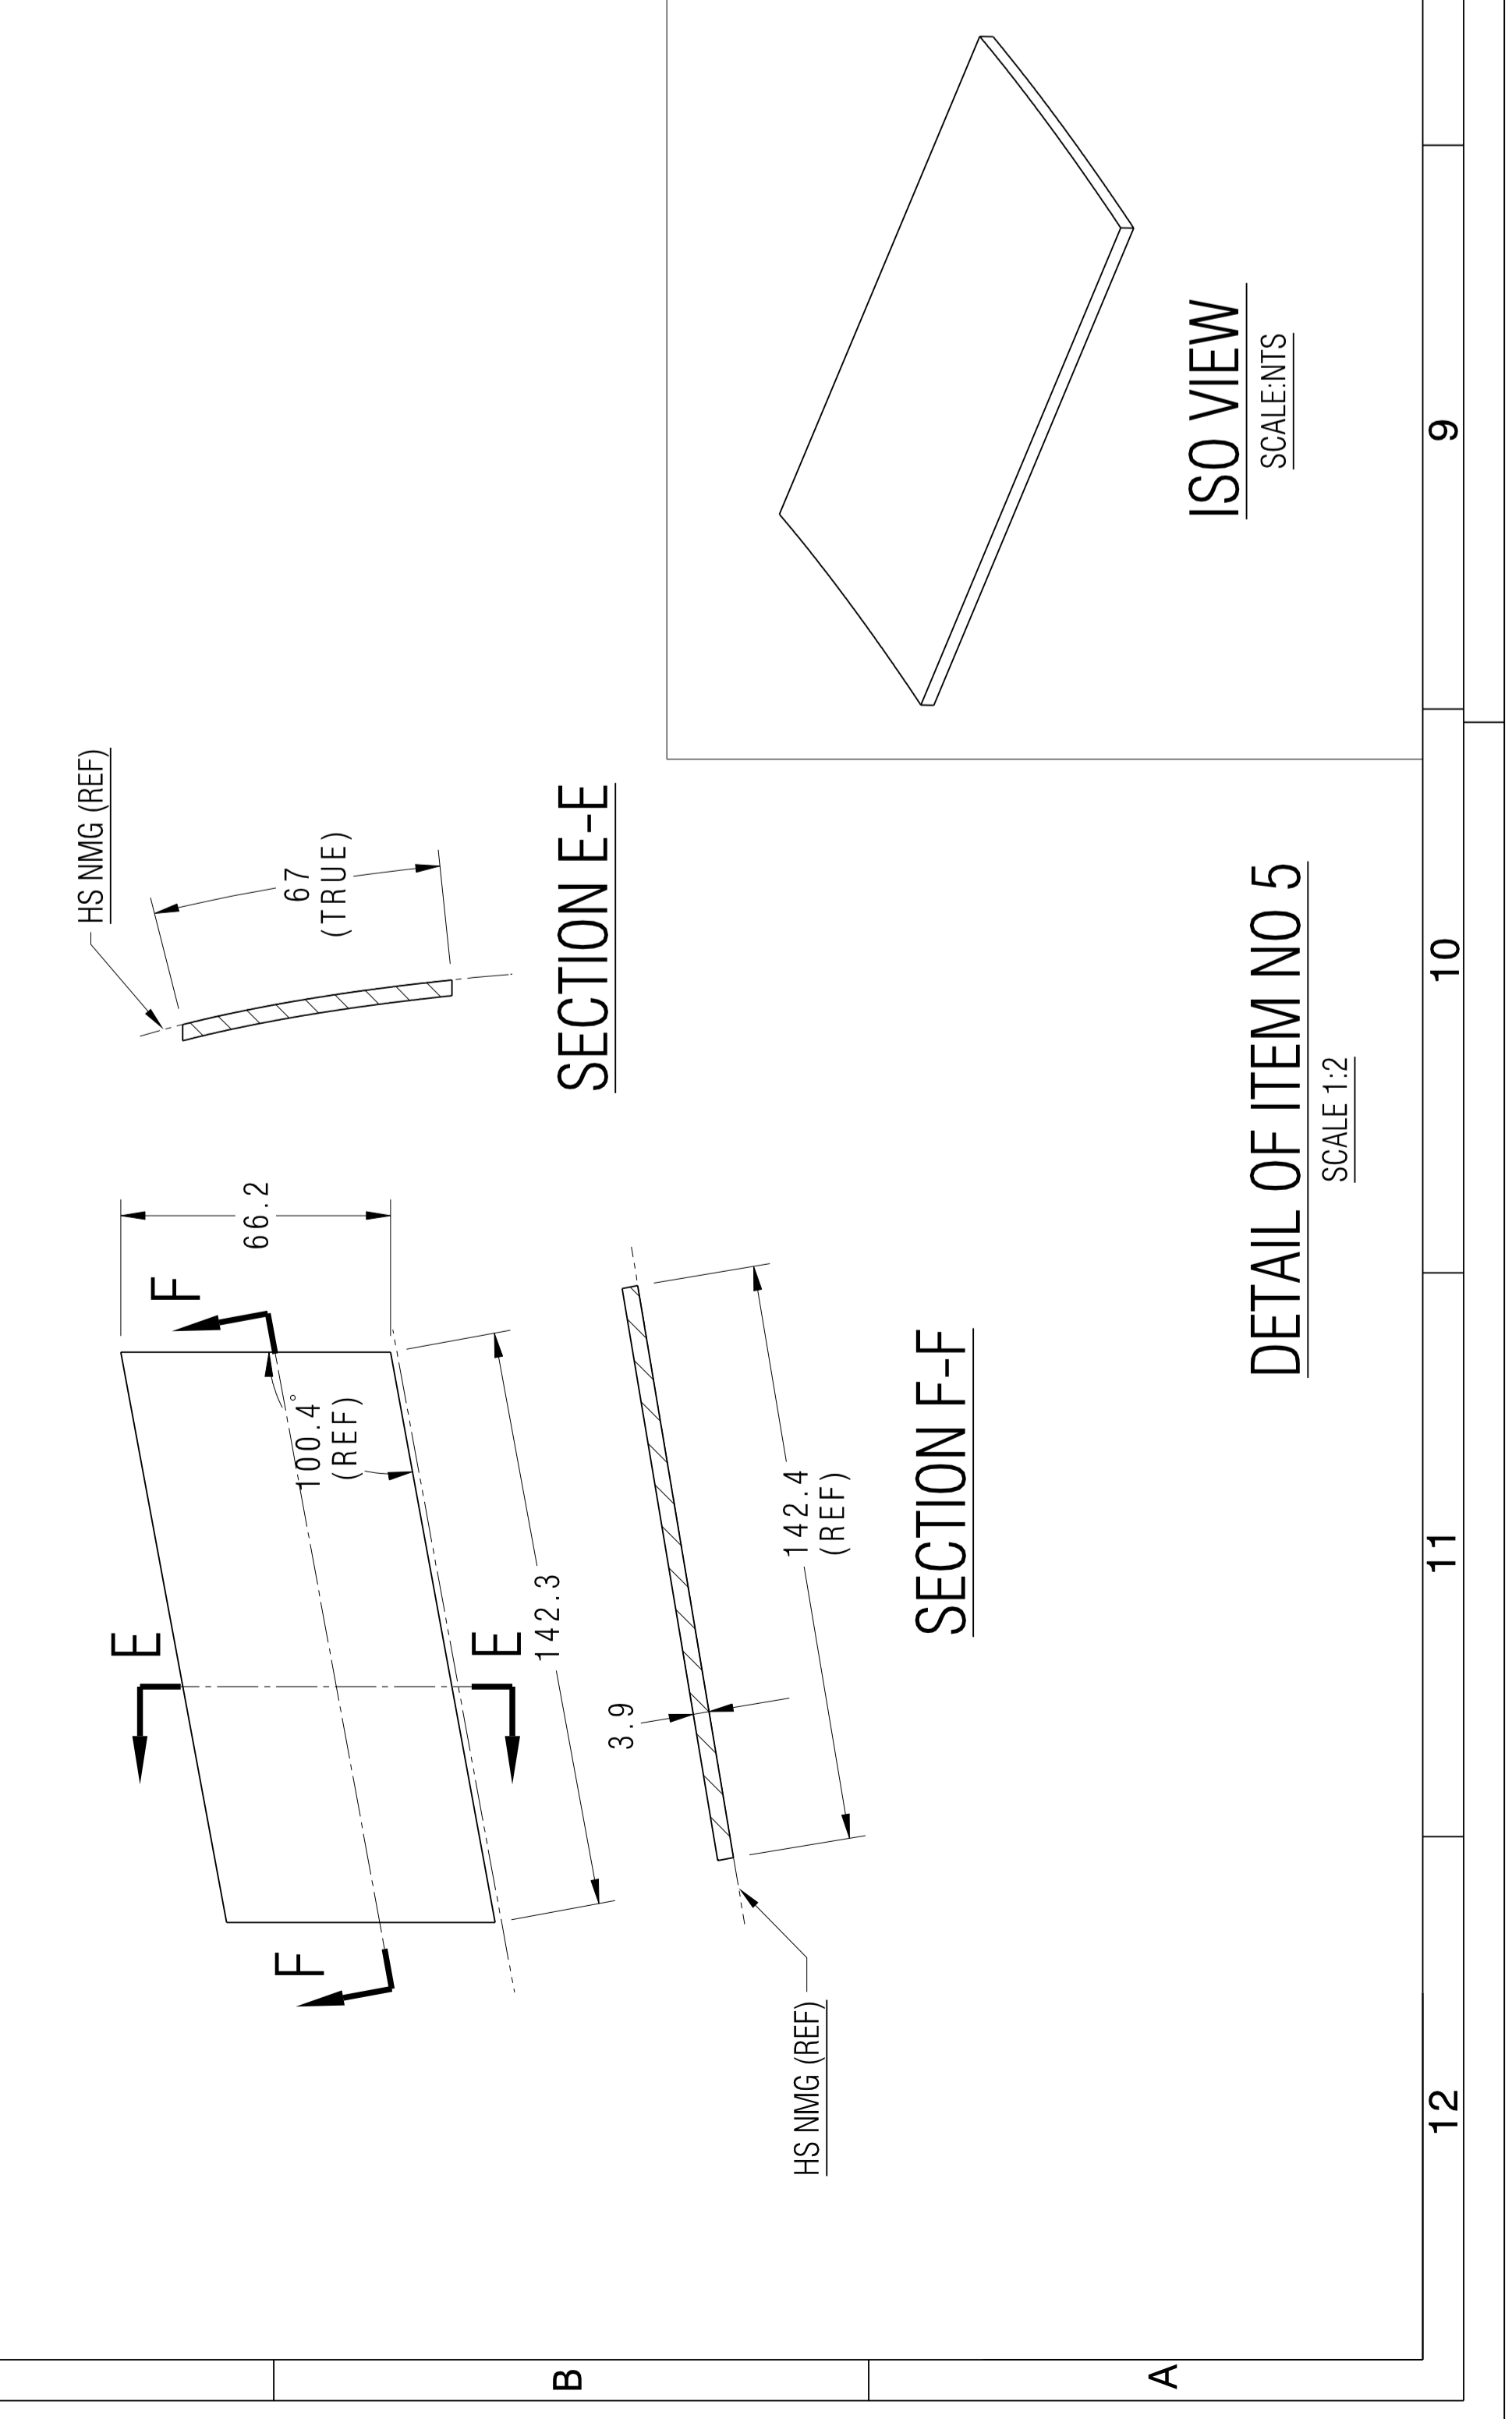 F
E
F
E
100.4°
(REF)
66.2
142.3
HS NMG (REF)
67
(TRUE)
SECTION E-E
3.9
142.4
(REF)
HS NMG (REF)
SECTION F-F
ISO VIEW
SCALE:NTS
DETAIL OF ITEM NO 5
SCALE 1:2
B
A
12
11
10
9